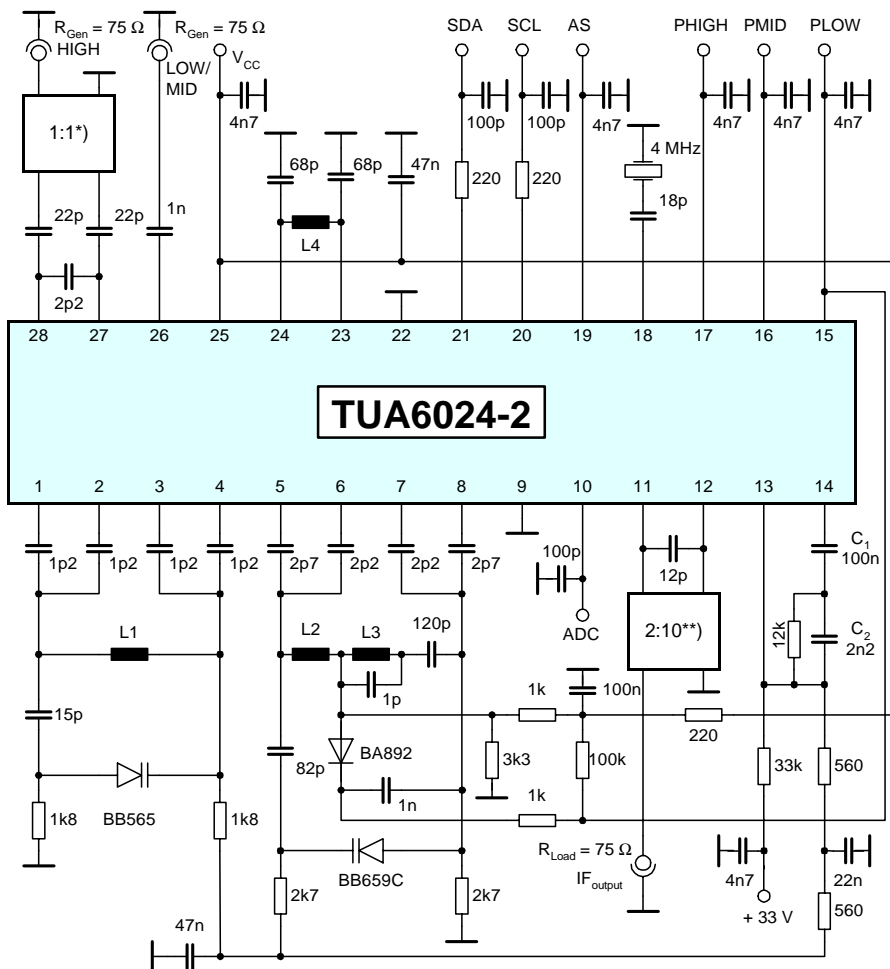 R_Gen = 75 Ω
HIGH
R_Gen = 75 Ω
LOW/
MID
V_CC
SDA
SCL
AS
PHIGH
PMID
PLOW
4n7
100p
100p
4n7
4n7
4n7
4n7
1:1*)
68p
68p
47n
220
220
4 MHz
18p
22p
22p
1n
L4
2p2
28
27
26
25
24
23
22
21
20
19
18
17
16
15
TUA6024-2
1
2
3
4
5
6
7
8
9
10
11
12
13
14
1p2
1p2
1p2
1p2
2p7
2p2
2p2
2p7
100p
12p
C_1
100n
ADC
2:10**)
12k
C_2
2n2
L1
L2
L3
120p
1p
100n
15p
1k
220
82p
BA892
3k3
100k
33k
560
1n
1k
1k8
BB565
1k8
R_Load = 75 Ω
IF_output
BB659C
2k7
2k7
4n7
22n
+ 33 V
560
47n